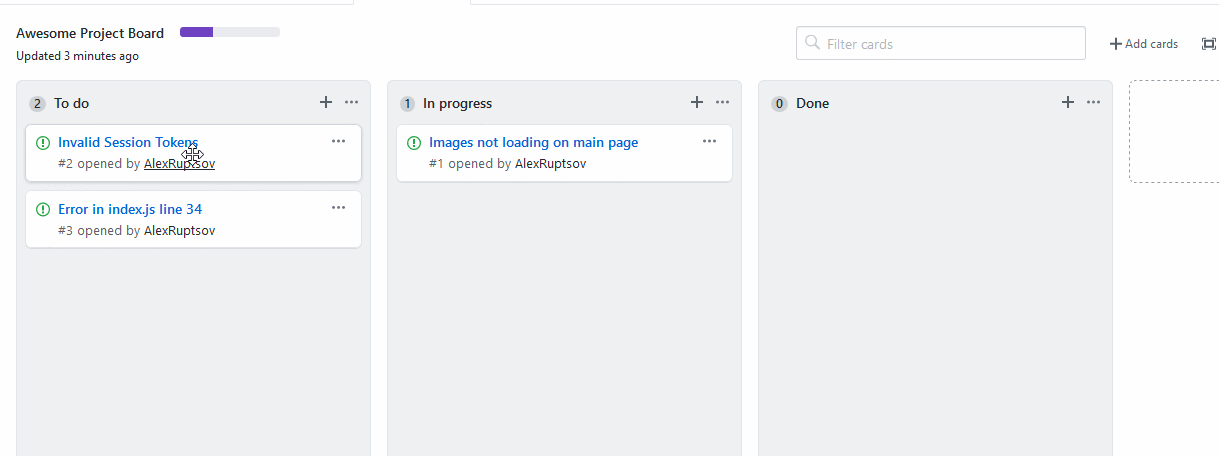 Awesome Project Board
Updated 3 minutes ago
Filter cards
Add cards
2 To do
Invalid Session Tokens
#2 opened by AlexRuptsov
Error in index.js line 34
#3 opened by AlexRuptsov
1 In progress
Images not loading on main page
#1 opened by AlexRuptsov
0 Done